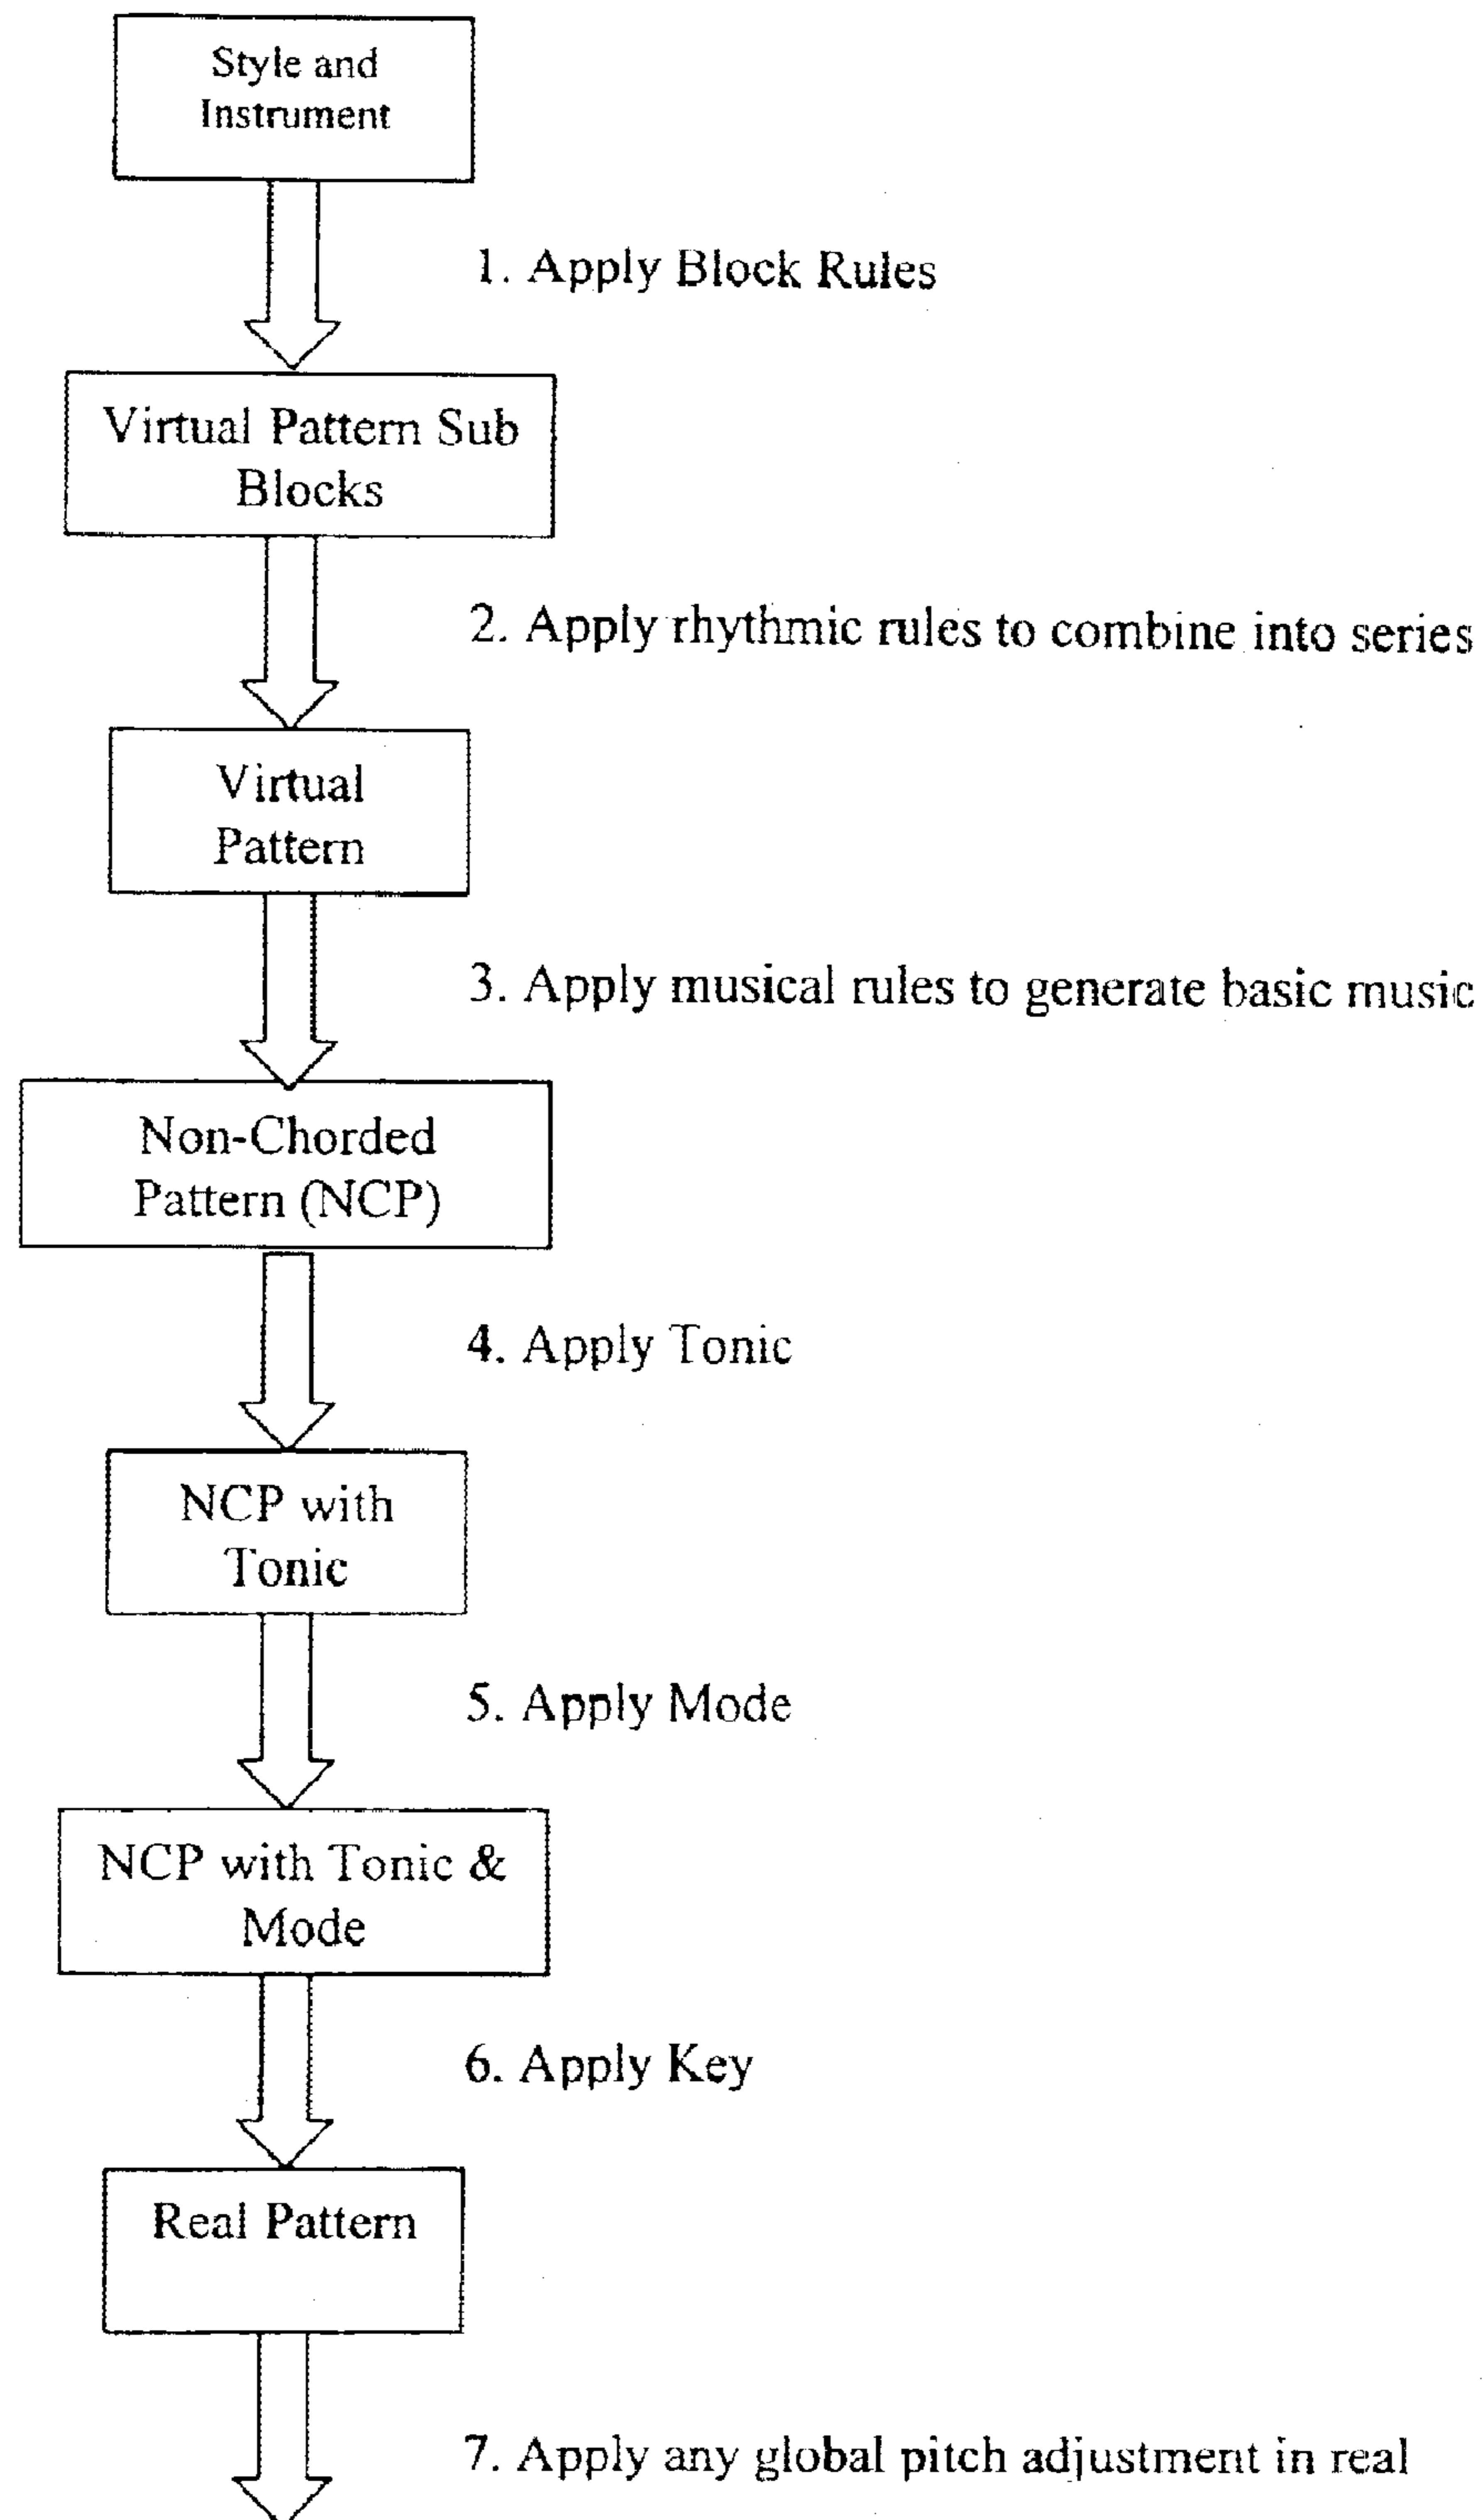 Style and
Instrument
1. Apply Block Rules
Virtual Pattern Sub
Blocks
2. Apply rhythmic rules to combine into series
Virtual
Pattern
3. Apply musical rules to generate basic music
Non-Chorded
Pattern (NCP)
4. Apply Tonic
NCP with
Tonic
5. Apply Mode
NCP with Tonic &
Mode
6. Apply Key
Real Pattern
7. Apply any global pitch adjustment in real